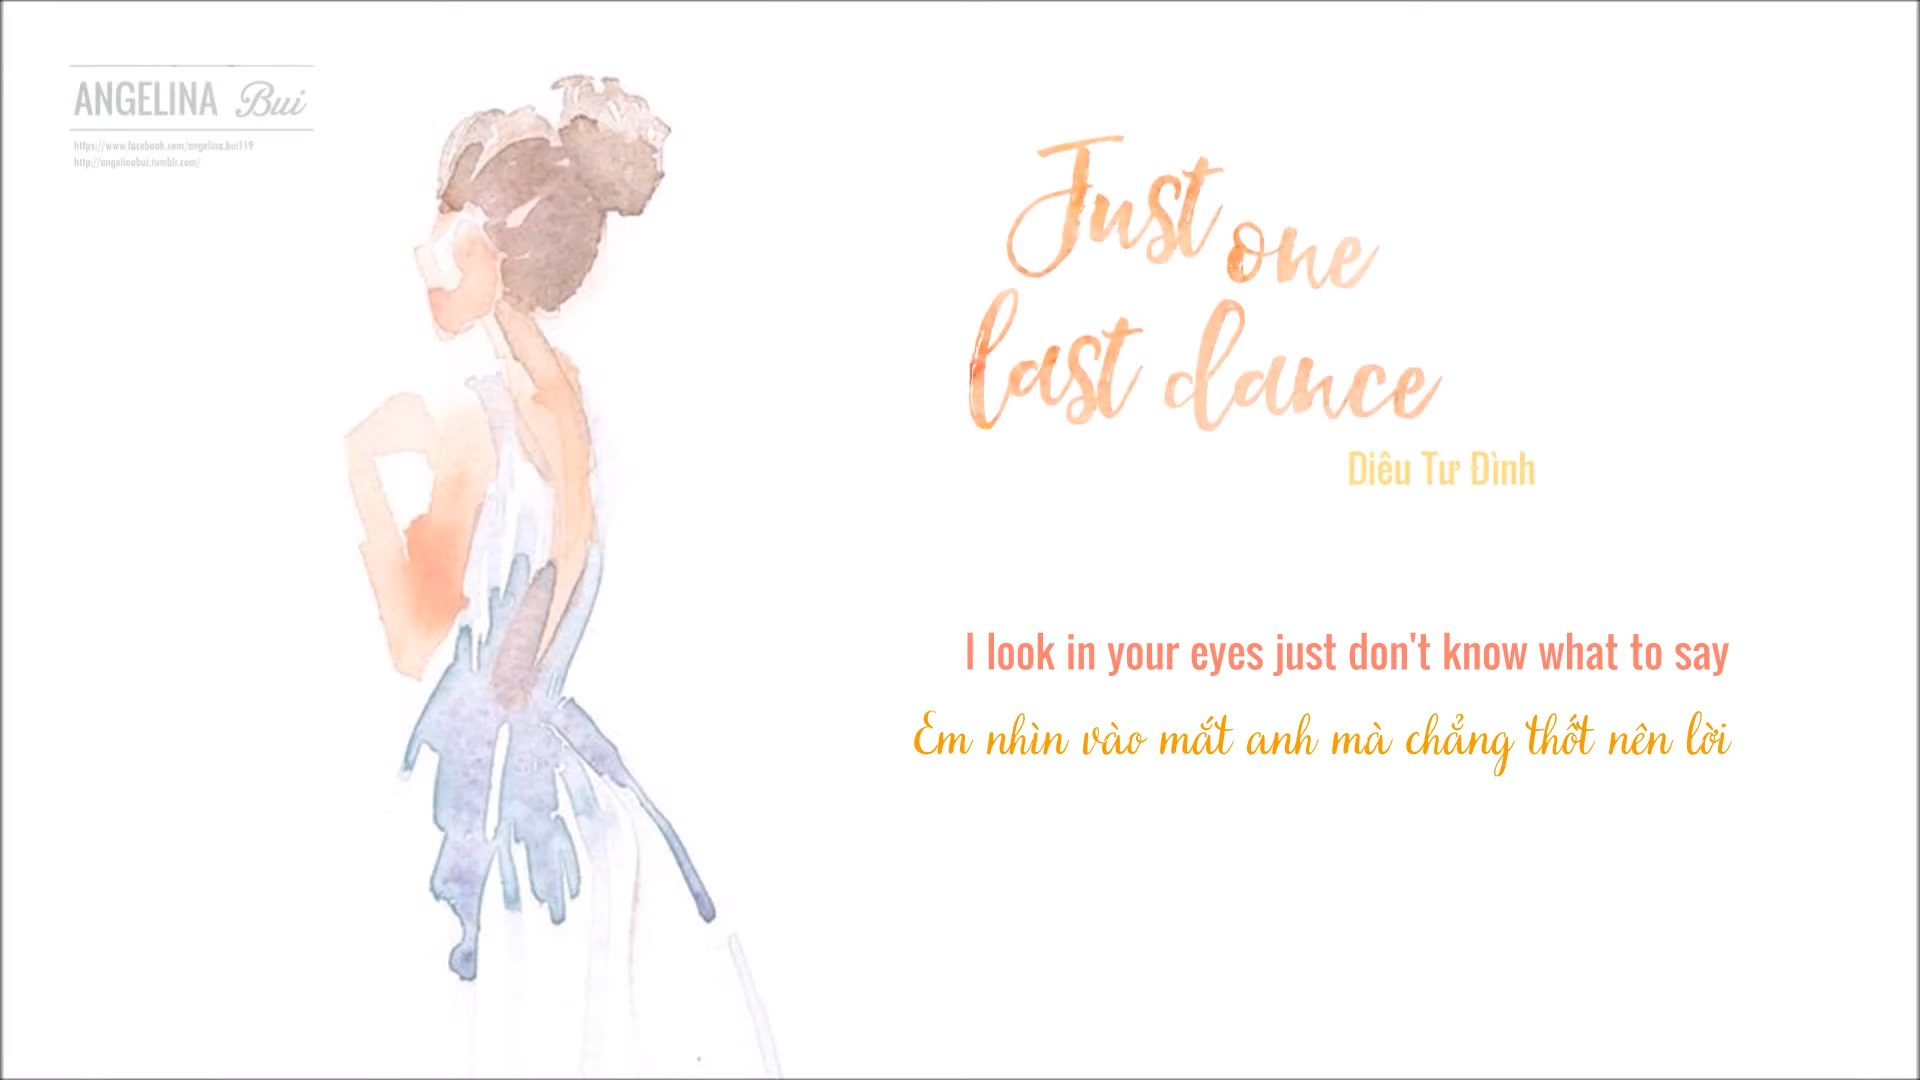 ANGELINA Bui
https://www.facebook.com/angelina.bui119
http://angelinabui.tumblr.com/
Just one
last dance
Diêu Tư Đình
I look in your eyes just don't know what to say
Em nhìn vào mắt anh mà chẳng thốt nên lời